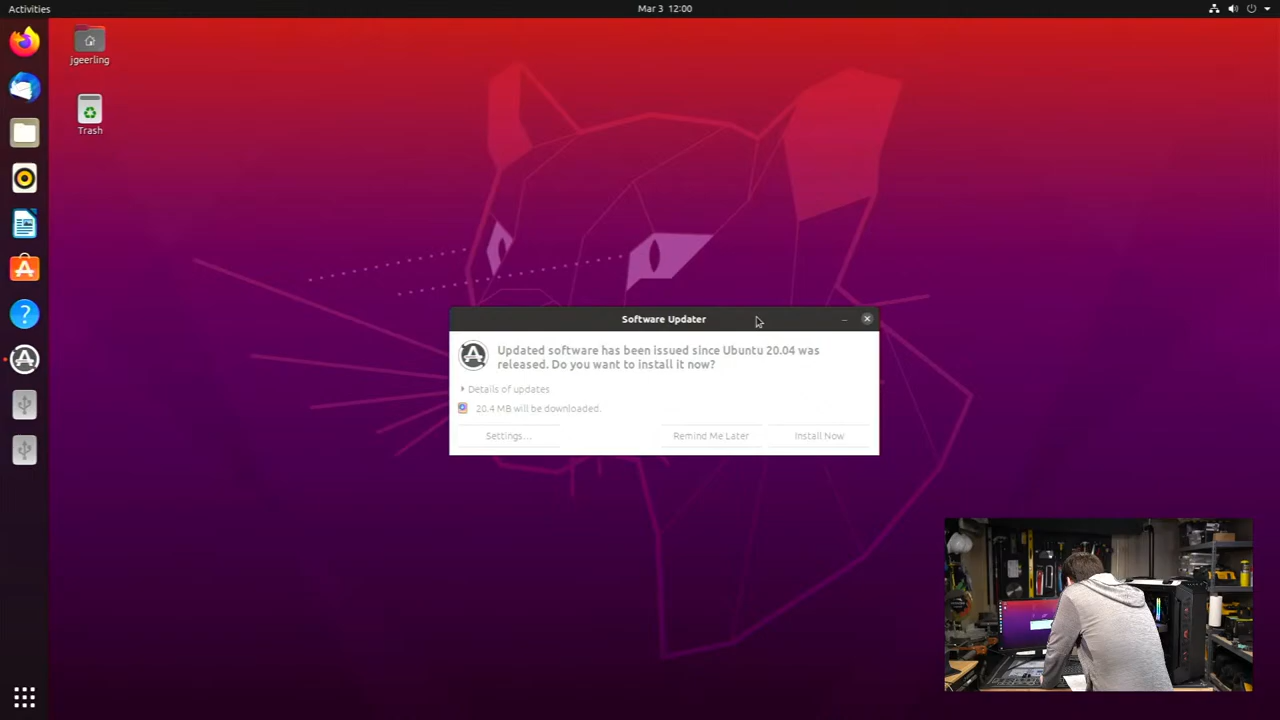 Activities
Mar 3 12:00
jgeerling
Trash
Software Updater
Updated software has been issued since Ubuntu 20.04 was
released. Do you want to install it now?
Details of updates
20.4 MB will be downloaded.
Settings...
Remind Me Later
Install Now